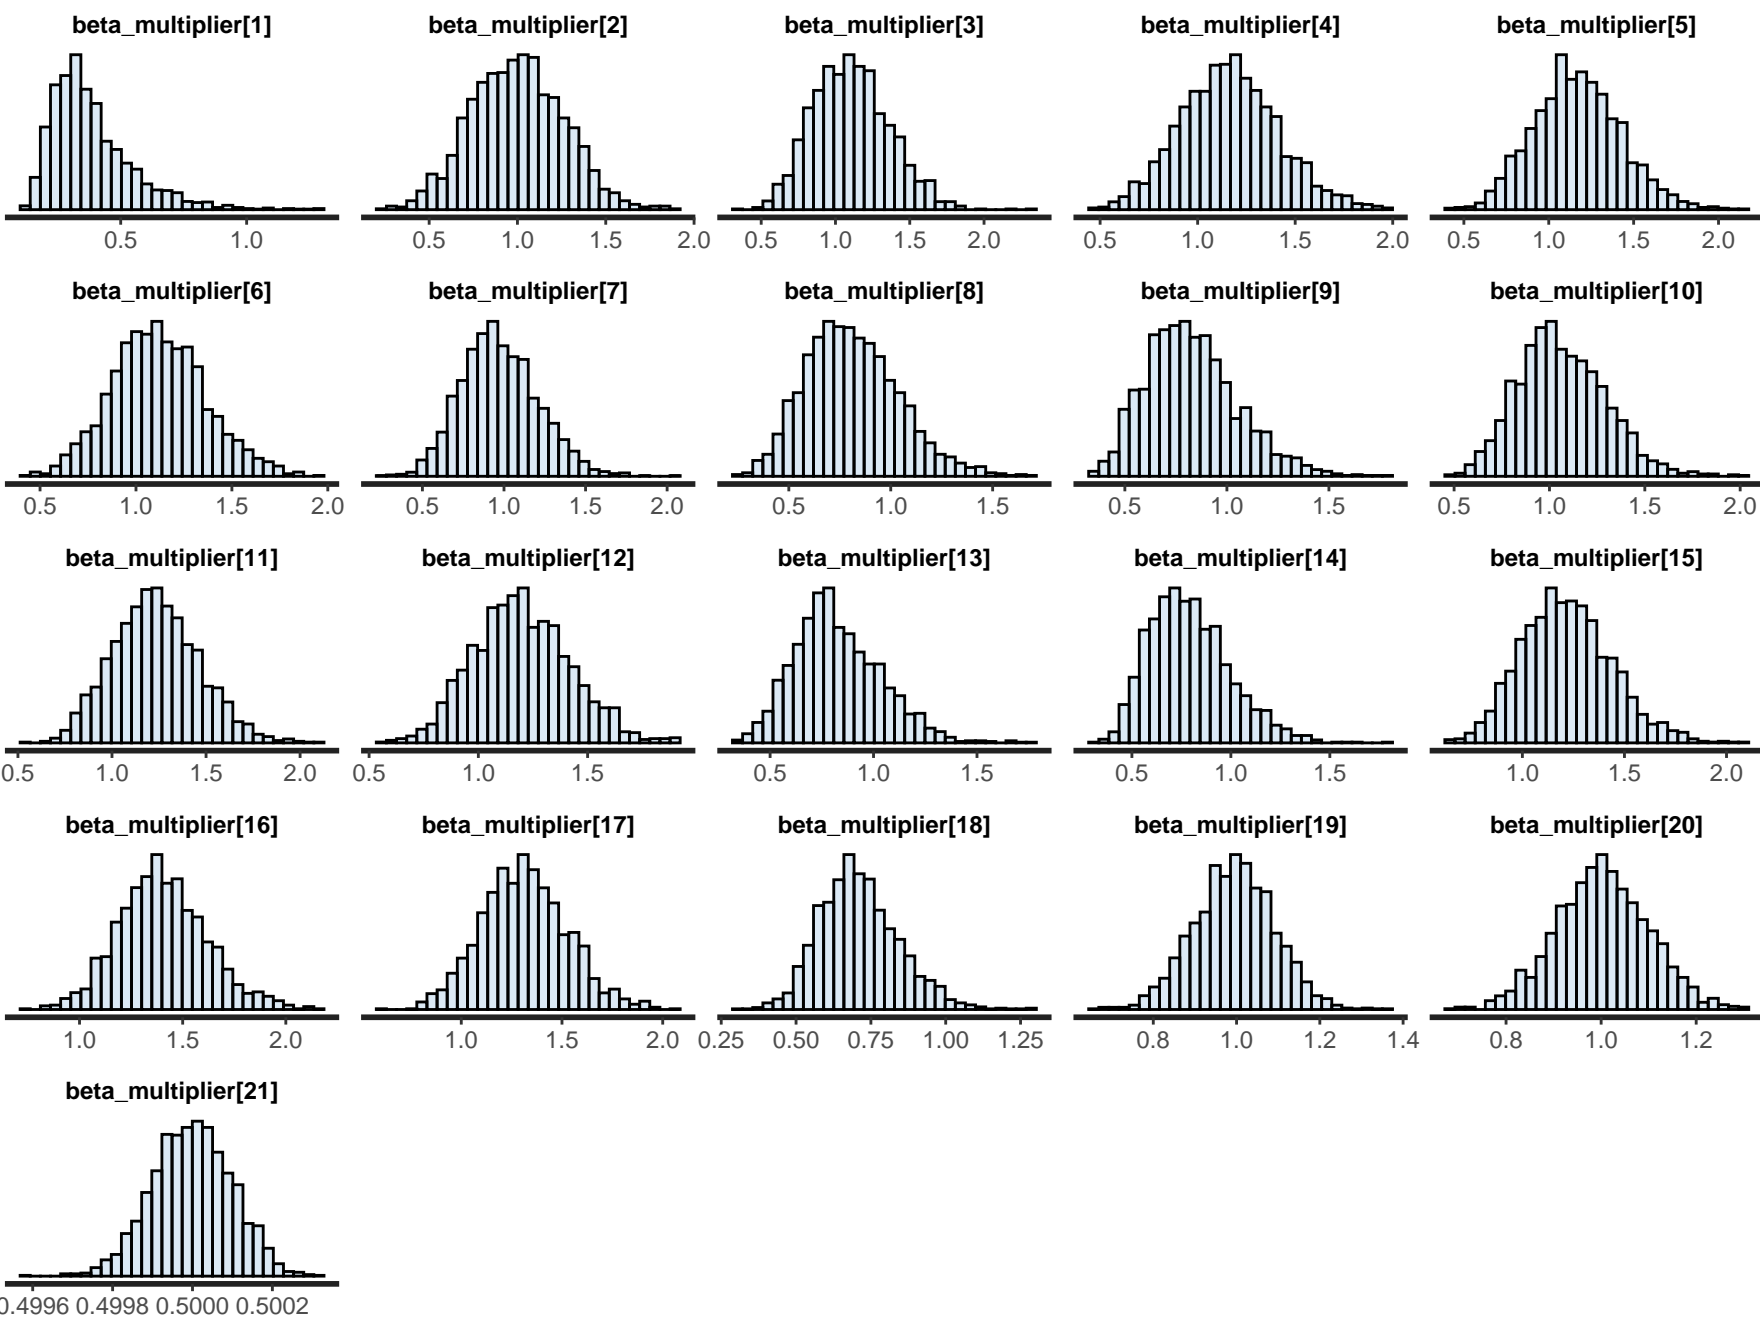 beta_multiplier[1] beta_multiplier[2] beta_multiplier[3] beta_multiplier[4] beta_multiplier[5]
0.5 1.0 0.5 1.0 1.5 2.0 0.5 1.0 1.5 2.0 0.5 1.0 1.5 2.0 0.5 1.0 1.5 2.0
beta_multiplier[6] beta_multiplier[7] beta_multiplier[8] beta_multiplier[9] beta_multiplier[10]
0.5 1.0 1.5 2.0 0.5 1.0 1.5 2.0 0.5 1.0 1.5 0.5 1.0 1.5 0.5 1.0 1.5 2.0
beta_multiplier[11] beta_multiplier[12] beta_multiplier[13] beta_multiplier[14] beta_multiplier[15]
0.5 1.0 1.5 2.0 0.5 1.0 1.5 0.5 1.0 1.5 0.5 1.0 1.5 1.0 1.5 2.0
beta_multiplier[16] beta_multiplier[17] beta_multiplier[18] beta_multiplier[19] beta_multiplier[20]
1.0 1.5 2.0 1.0 1.5 2.0 0.25 0.50 0.75 1.00 1.25 0.8 1.0 1.2 1.4 0.8 1.0 1.2
beta_multiplier[21]
0.4996 0.4998 0.5000 0.5002